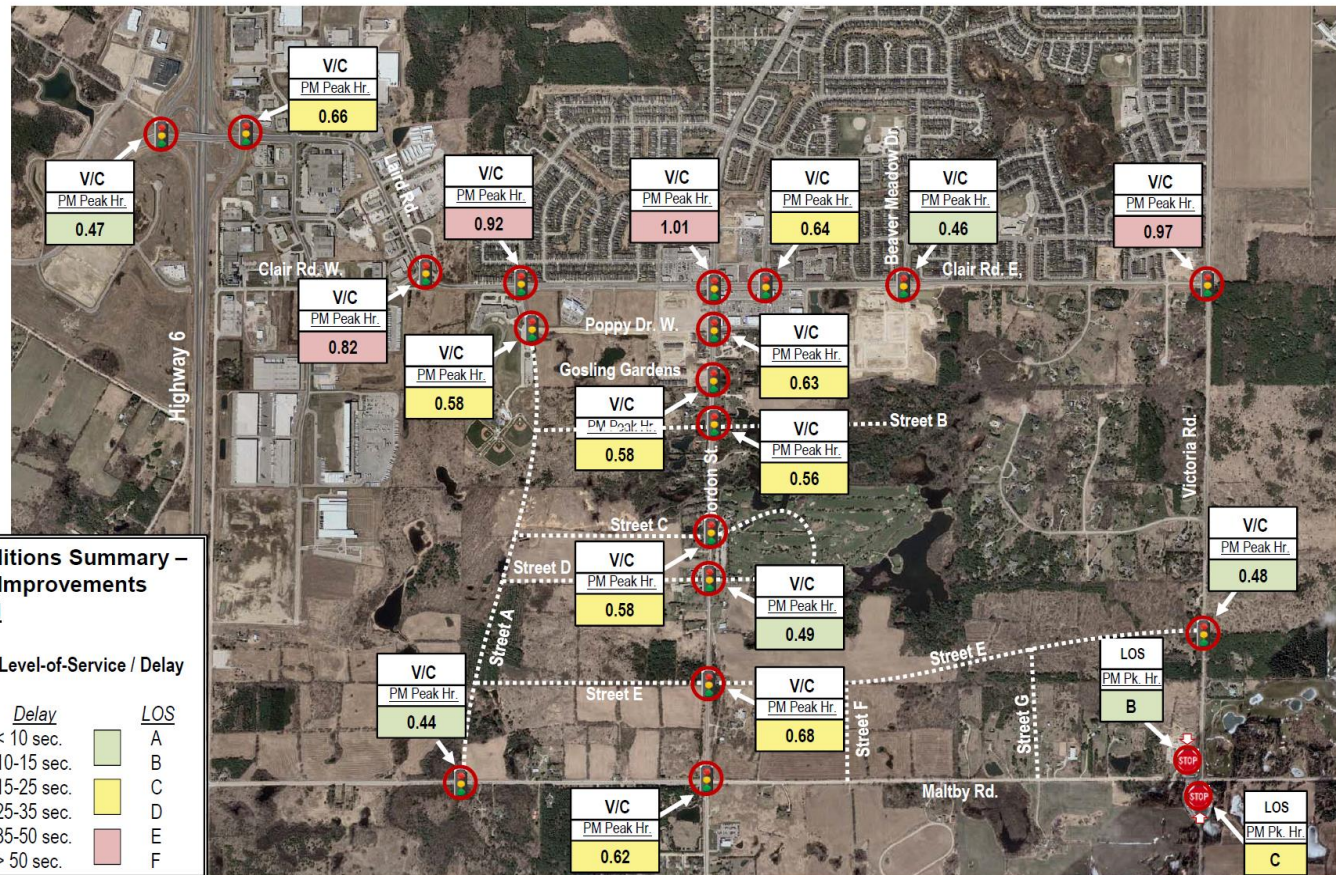 V/C
PM Peak Hr.
0.66
V/C
PM Peak Hr.
0.47
Laird Rd.
V/C
PM Peak Hr.
0.92
V/C
PM Peak Hr.
1.01
V/C
PM Peak Hr.
0.64
Beaver Meadow Dr.
V/C
PM Peak Hr.
0.46
V/C
PM Peak Hr.
0.97
Clair Rd. W.
Clair Rd. E,
V/C
PM Peak Hr.
0.82
Highway 6
Poppy Dr. W.
V/C
PM Peak Hr.
0.58
V/C
PM Peak Hr.
0.63
Gosling Gardens
V/C
PM Peak Hr.
0.58
Street B
V/C
PM Peak Hr.
0.56
Victoria Rd.
ordon St.
Street C
V/C
PM Peak Hr.
0.58
Street D
V/C
PM Peak Hr.
0.49
V/C
PM Peak Hr.
0.48
Street A
Street E
Street E
V/C
PM Peak Hr.
0.44
V/C
PM Peak Hr.
0.68
Street F
Street G
LOS
PM Pk. Hr.
B
STOP
STOP
Maltby Rd.
V/C
PM Peak Hr.
0.62
LOS
PM Pk. Hr.
C
ditions Summary –
Improvements
Level-of-Service / Delay
Delay LOS
< 10 sec. A
10-15 sec. B
15-25 sec. C
25-35 sec. D
35-50 sec. E
> 50 sec. F